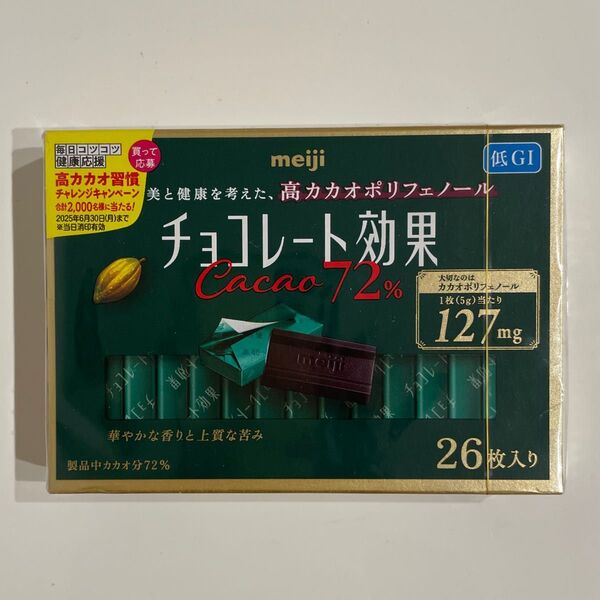 毎日コツコツ
健康応援
買って
応募
高カカオ習慣
チャレンジキャンペーン
合計2,000名様に当たる!
2025年6月30日(月)まで
※当日消印有効
meiji
低GI
美と健康を考えた、高カカオポリフェノール
チョコレート効果
Cacao 72%
大切なのは
カカオポリフェノール
1枚(5g)当たり
127mg
meiji
華やかな香りと上質な苦み
製品中カカオ分72%
26枚入り